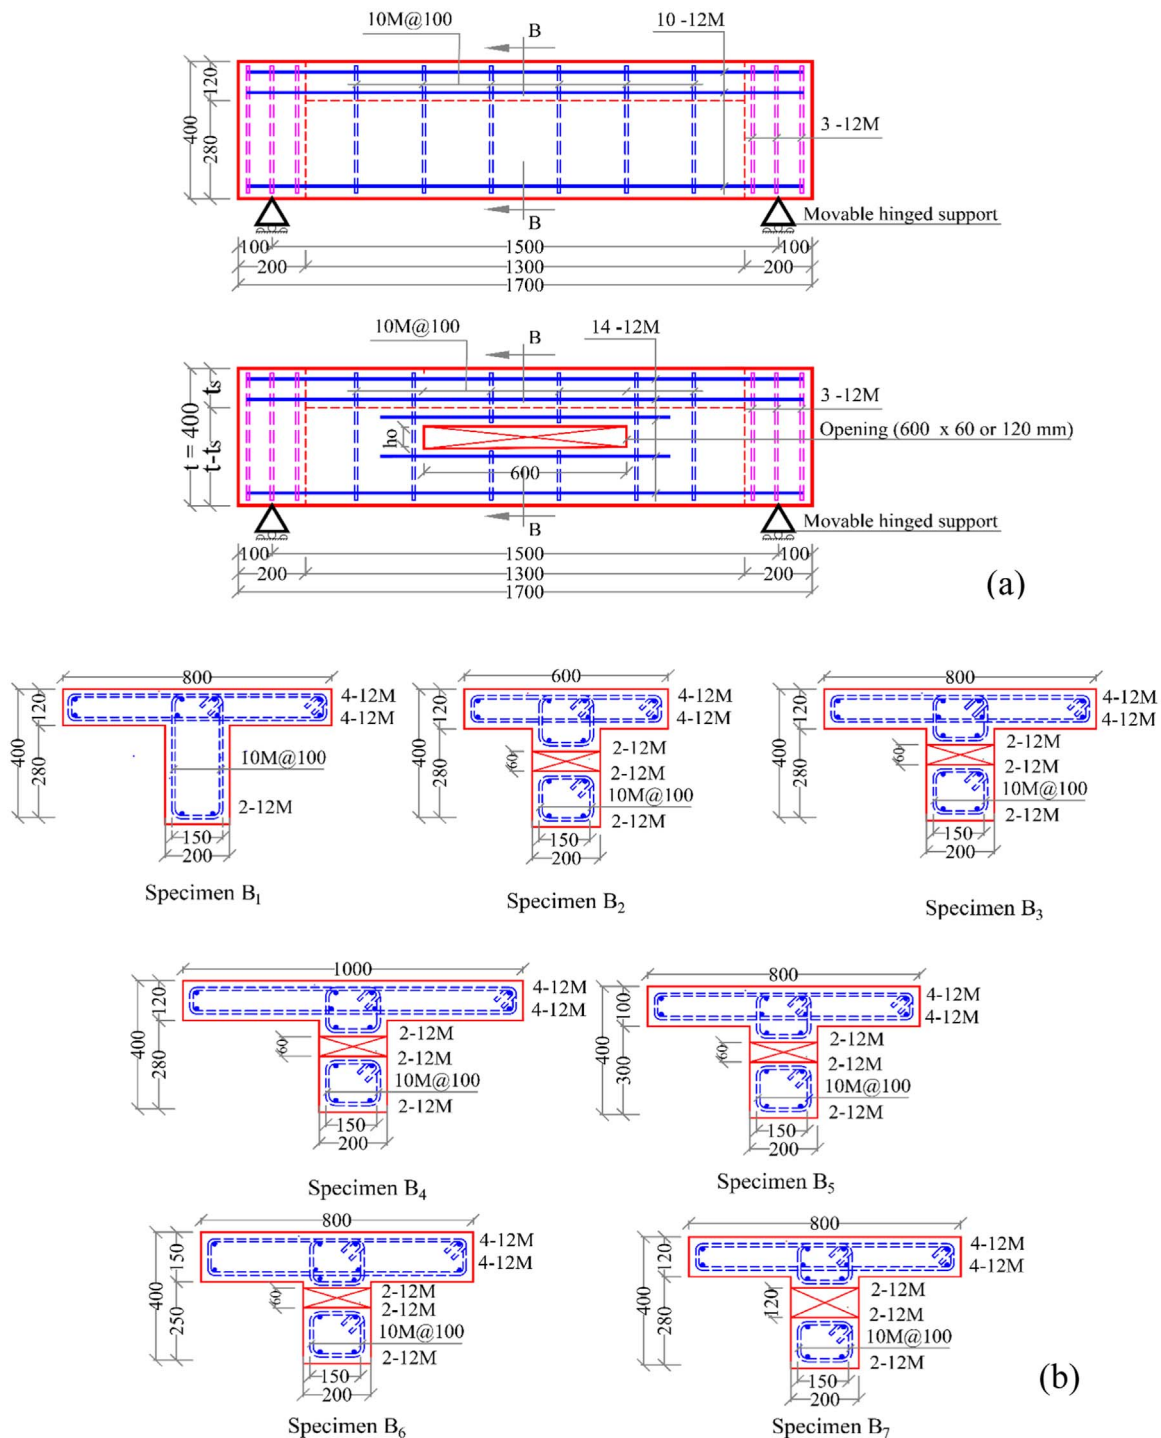 10M@100
B
10 -12M
120
400
280
3 -12M
B
Movable hinged support
100
1500
100
200
1300
200
1700
10M@100
B
14 -12M
t = 400
ts
t-ts
3 -12M
ho
Opening (600 x 60 or 120 mm)
600
B
Movable hinged support
100
1500
100
200
1300
200
1700
(a)
800
4-12M
4-12M
120
400
280
10M@100
2-12M
150
200
Specimen B1
600
4-12M
4-12M
120
400
280
60
2-12M
2-12M
10M@100
2-12M
150
200
Specimen B2
800
4-12M
4-12M
120
400
280
60
2-12M
2-12M
10M@100
2-12M
150
200
Specimen B3
1000
4-12M
4-12M
120
400
280
60
2-12M
2-12M
10M@100
2-12M
150
200
Specimen B4
800
4-12M
4-12M
100
400
300
60
2-12M
2-12M
10M@100
2-12M
150
200
Specimen B5
800
4-12M
4-12M
150
400
250
60
2-12M
2-12M
10M@100
2-12M
150
200
Specimen B6
800
4-12M
4-12M
120
400
280
120
2-12M
2-12M
10M@100
2-12M
150
200
Specimen B7
(b)